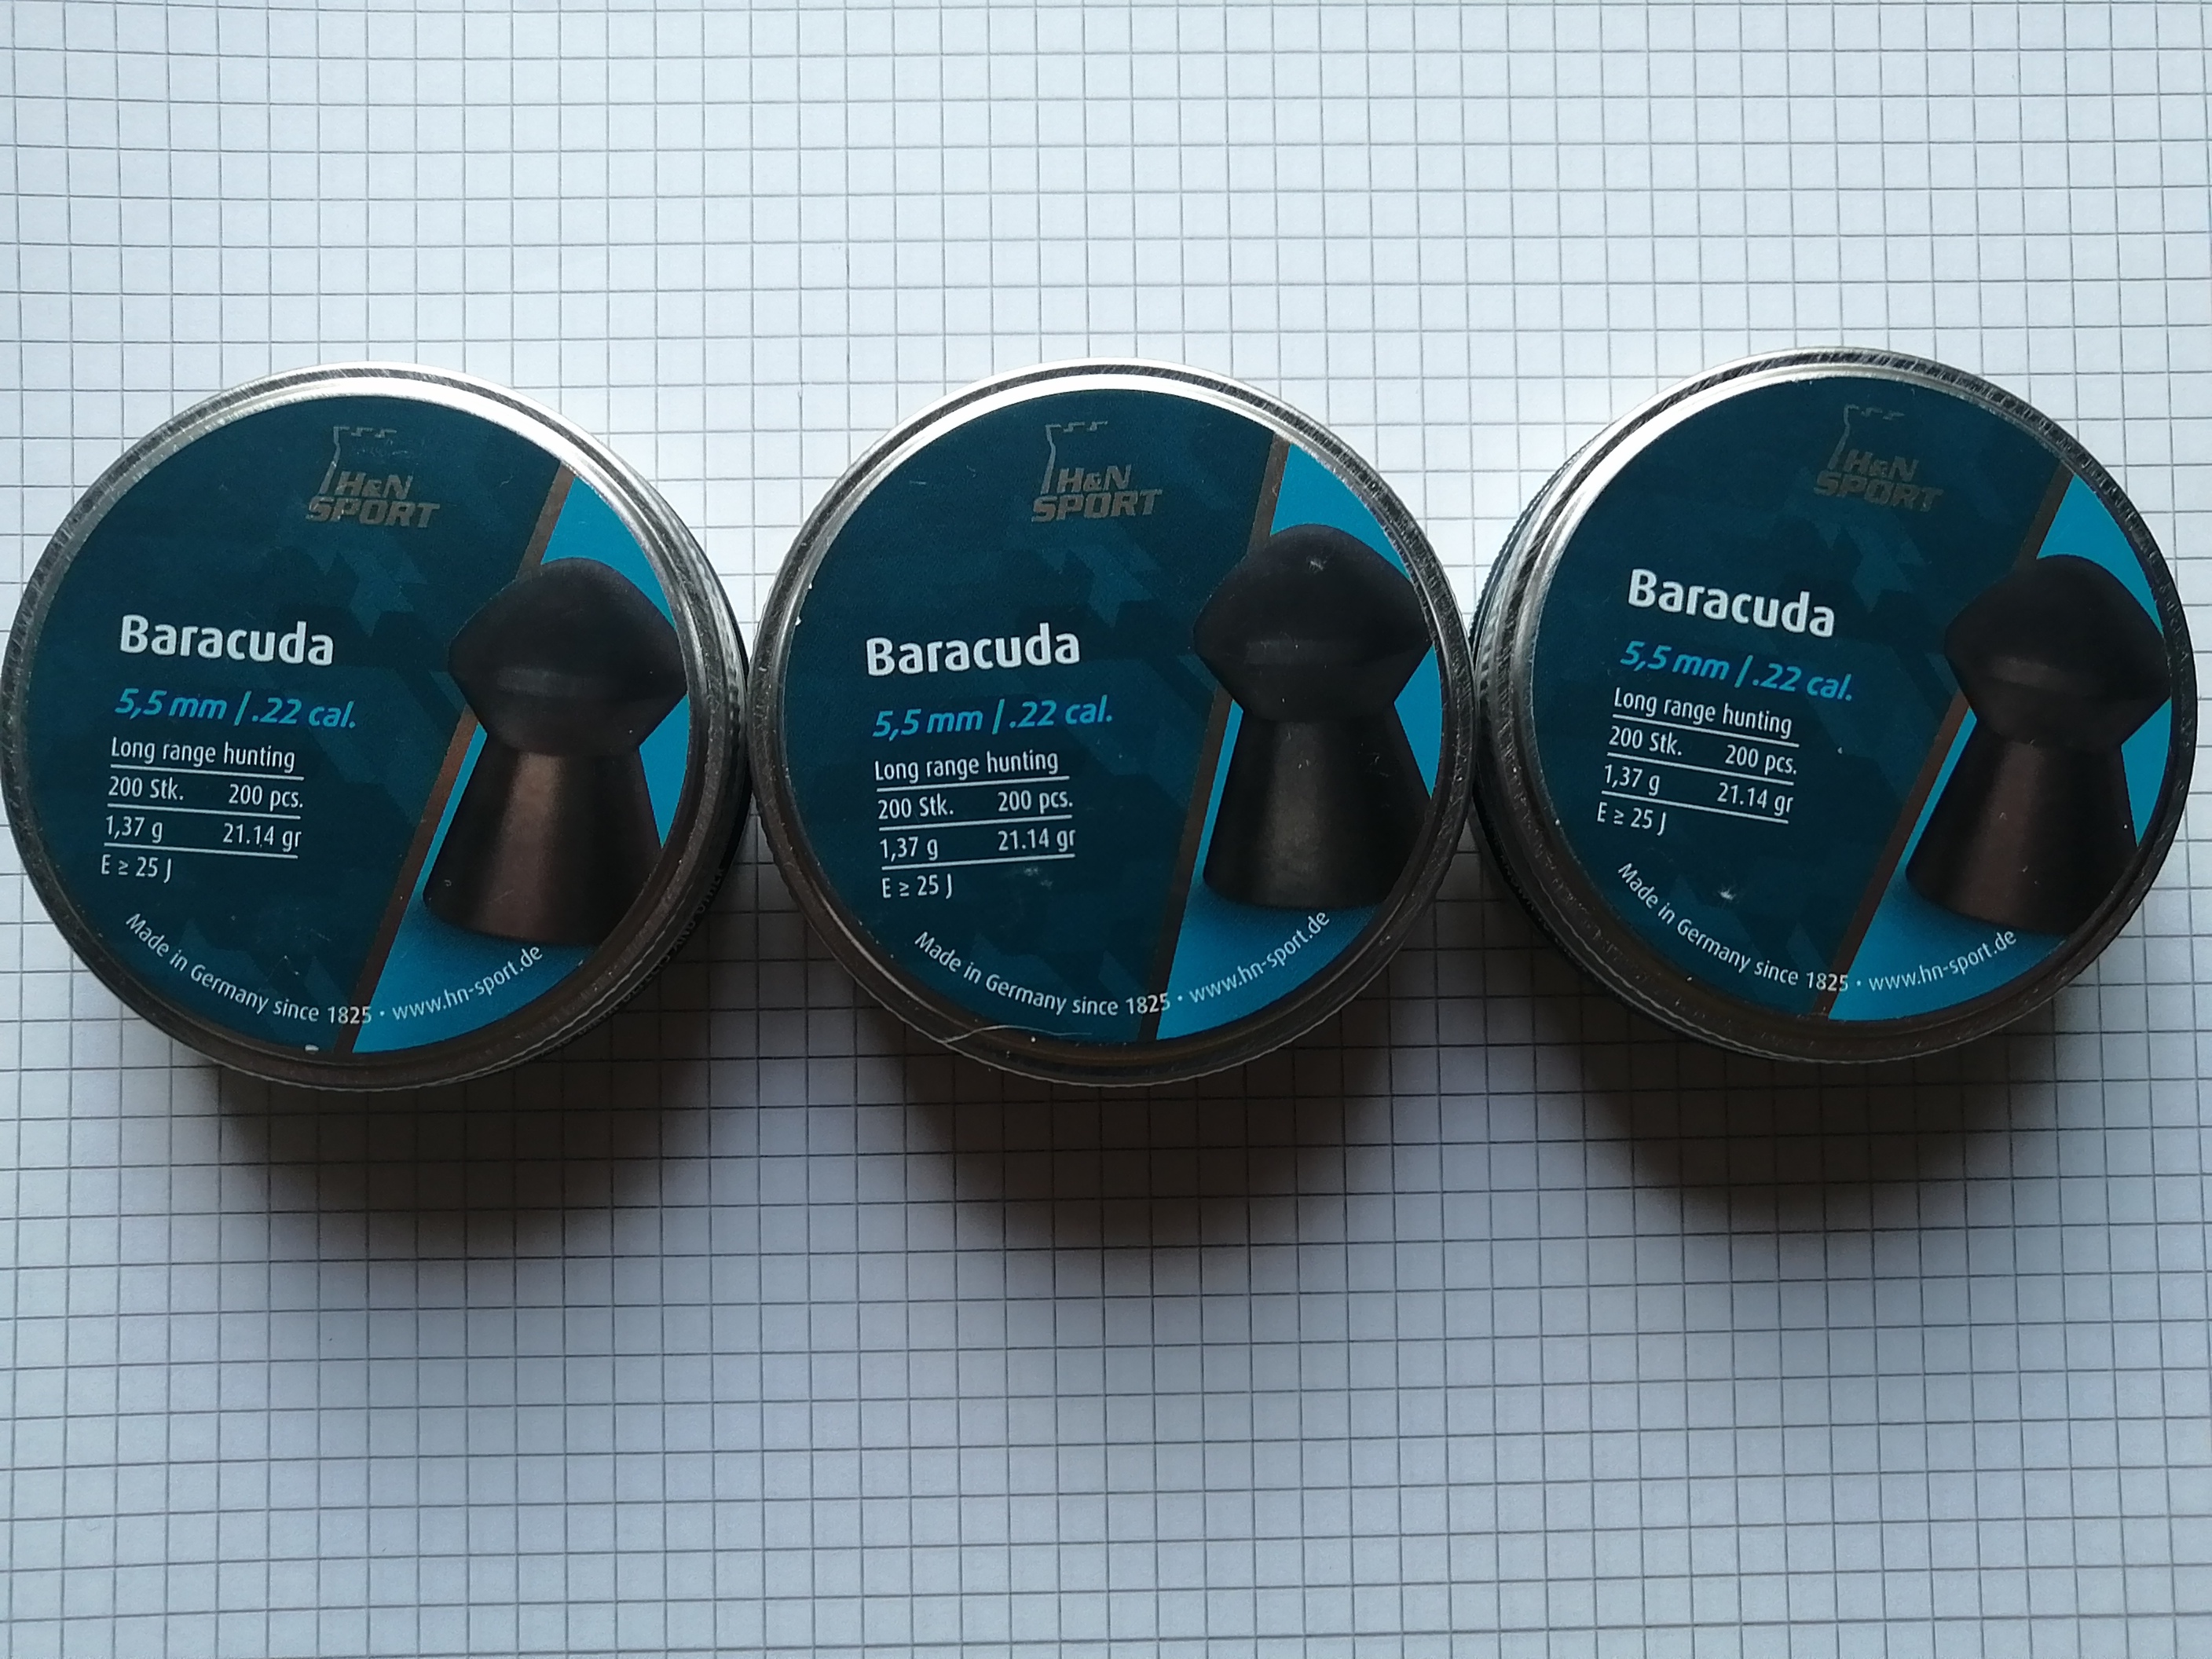 H&N
SPORT
Baracuda
5,5 mm / .22 cal.
Long range hunting
200 Stk. 200 pcs.
1,37 g 21.14 gr
E ≥ 25 J
Made in Germany since 1825 • www.hn-sport.de
H&N
SPORT
Baracuda
5,5 mm / .22 cal.
Long range hunting
200 Stk. 200 pcs.
1,37 g 21.14 gr
E ≥ 25 J
Made in Germany since 1825 • www.hn-sport.de
H&N
SPORT
Baracuda
5,5 mm / .22 cal.
Long range hunting
200 Stk. 200 pcs.
1,37 g 21.14 gr
E ≥ 25 J
Made in Germany since 1825 • www.hn-sport.de